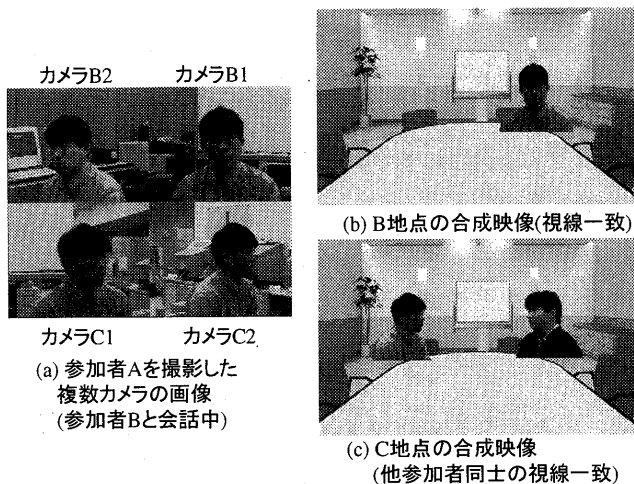 カメラB2
カメラB1
カメラC1
カメラC2
(a) 参加者Aを撮影した
複数カメラの画像
(参加者Bと会話中)
(b) B地点の合成映像(視線一致)
(c) C地点の合成映像
(他参加者同士の視線一致)